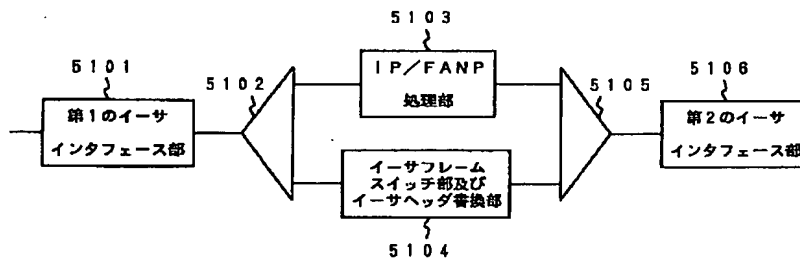 5101
第1のイーサ
インタフェース部
5102
5103
IP/FANP
処理部
イーサフレーム
スイッチ部及び
イーサヘッダ書換部
5104
5105
5106
第2のイーサ
インタフェース部